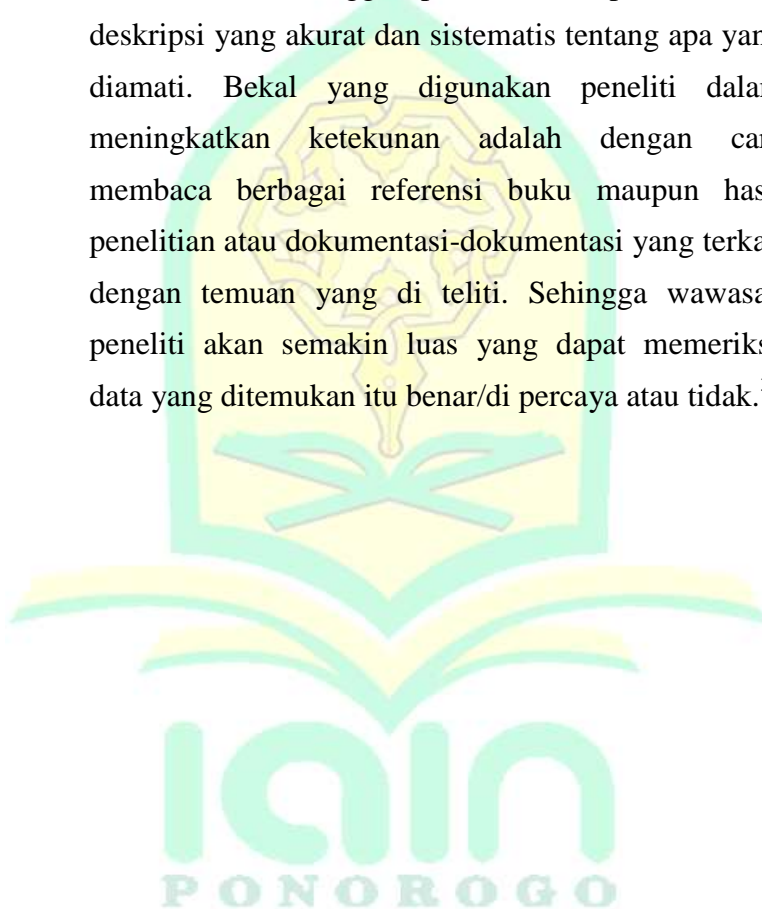 deskripsi yang akurat dan sistematis tentang apa yan
diamati. Bekal yang digunakan peneliti dala
meningkatkan ketekunan adalah dengan car
membaca berbagai referensi buku maupun has
penelitian atau dokumentasi-dokumentasi yang terka
dengan temuan yang di teliti. Sehingga wawasa
peneliti akan semakin luas yang dapat memeriks
data yang ditemukan itu benar/di percaya atau tidak.
iain
PONOROGO